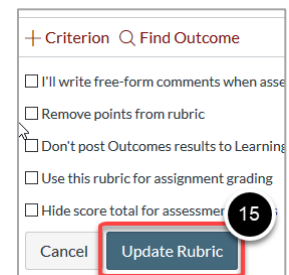 + Criterion Find Outcome
I'll write free-form comments when asse
Remove points from rubric
Don't post Outcomes results to Learning
Use this rubric for assignment grading
Hide score total for assessmen
15
Cancel Update Rubric